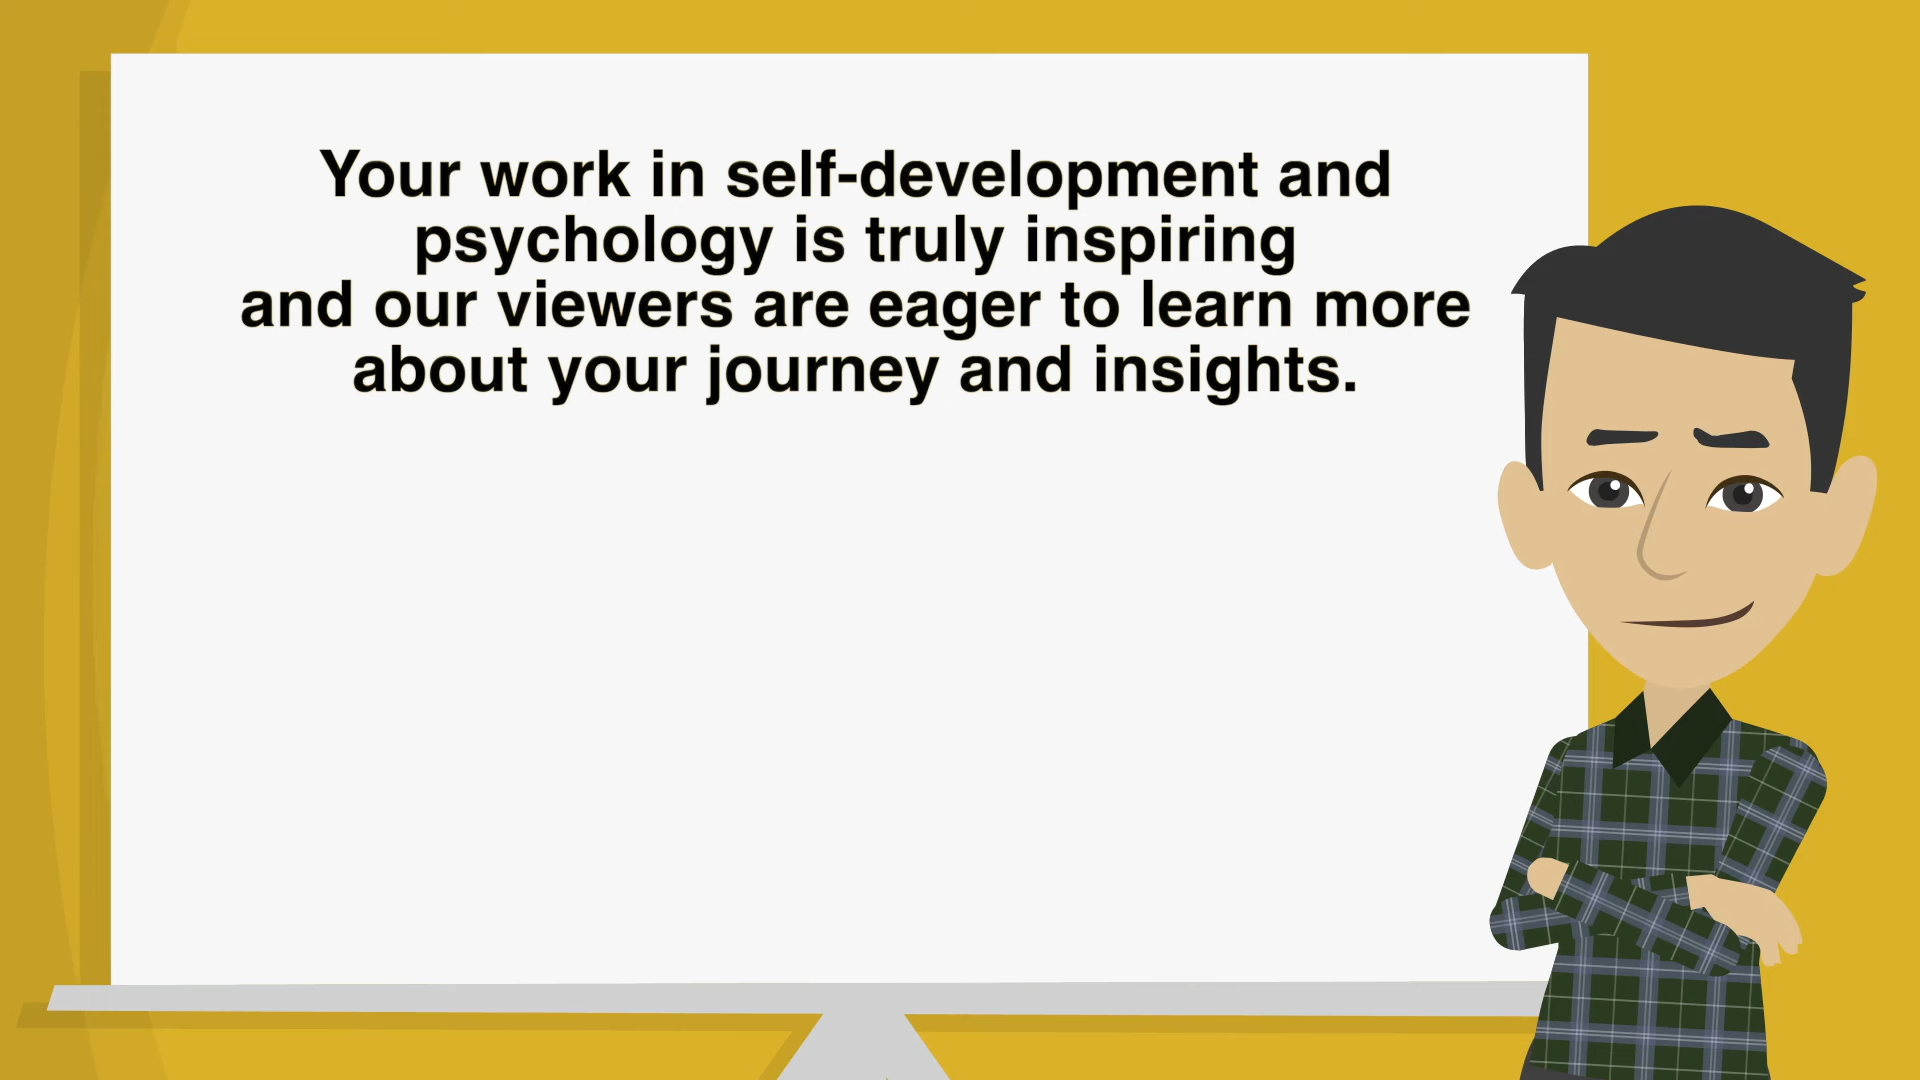 Your work in self-development and
psychology is truly inspiring
and our viewers are eager to learn more
about your journey and insights.